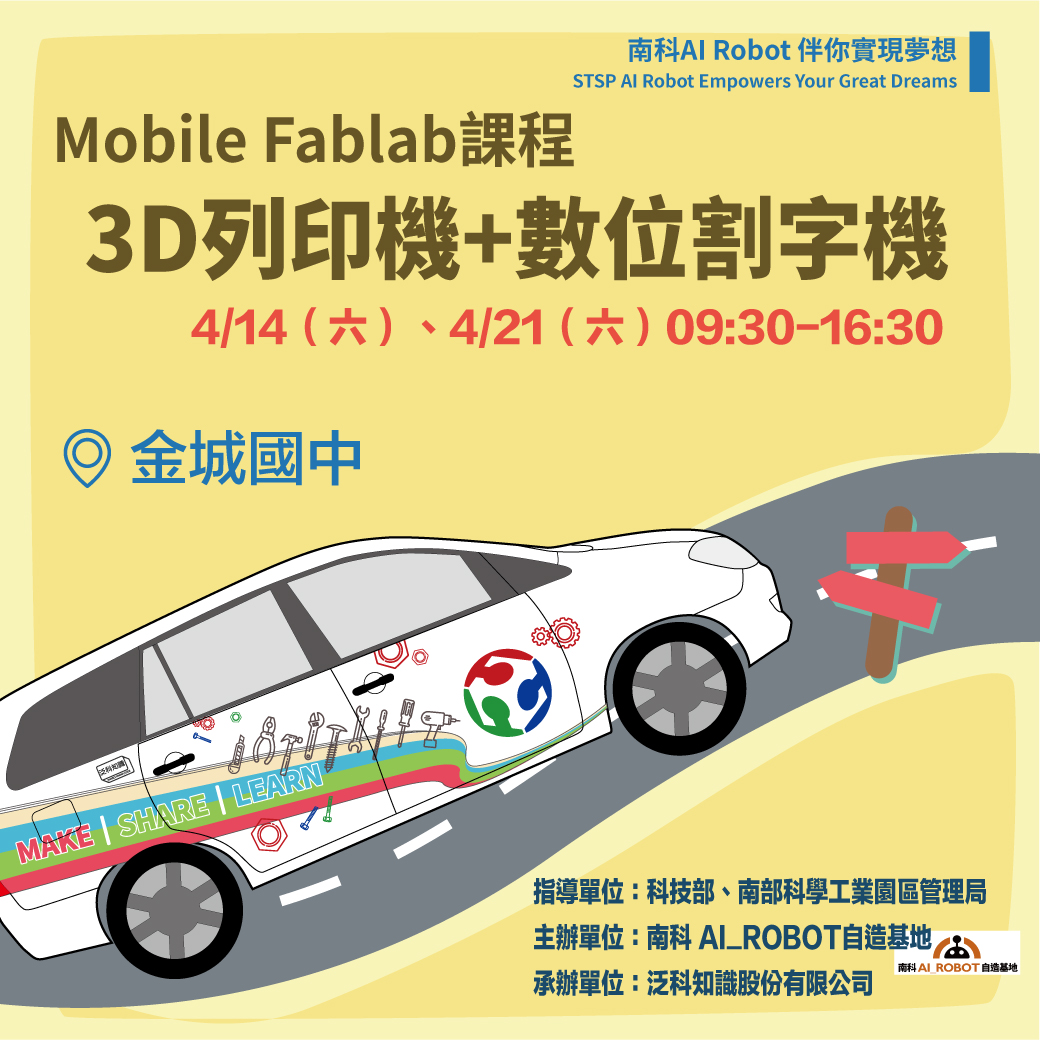 南科AI Robot 伴你實現夢想
STSP AI Robot Empowers Your Great Dreams
Mobile Fablab課程
3D列印機+數位割字機
4/14（六）、4/21（六）09:30-16:30
金城國中
泛科知識
MAKE | SHARE | LEARN
指導單位：科技部、南部科學工業園區管理局
主辦單位：南科 AI_ROBOT自造基地
南科 AI_ROBOT 自造基地
承辦單位：泛科知識股份有限公司